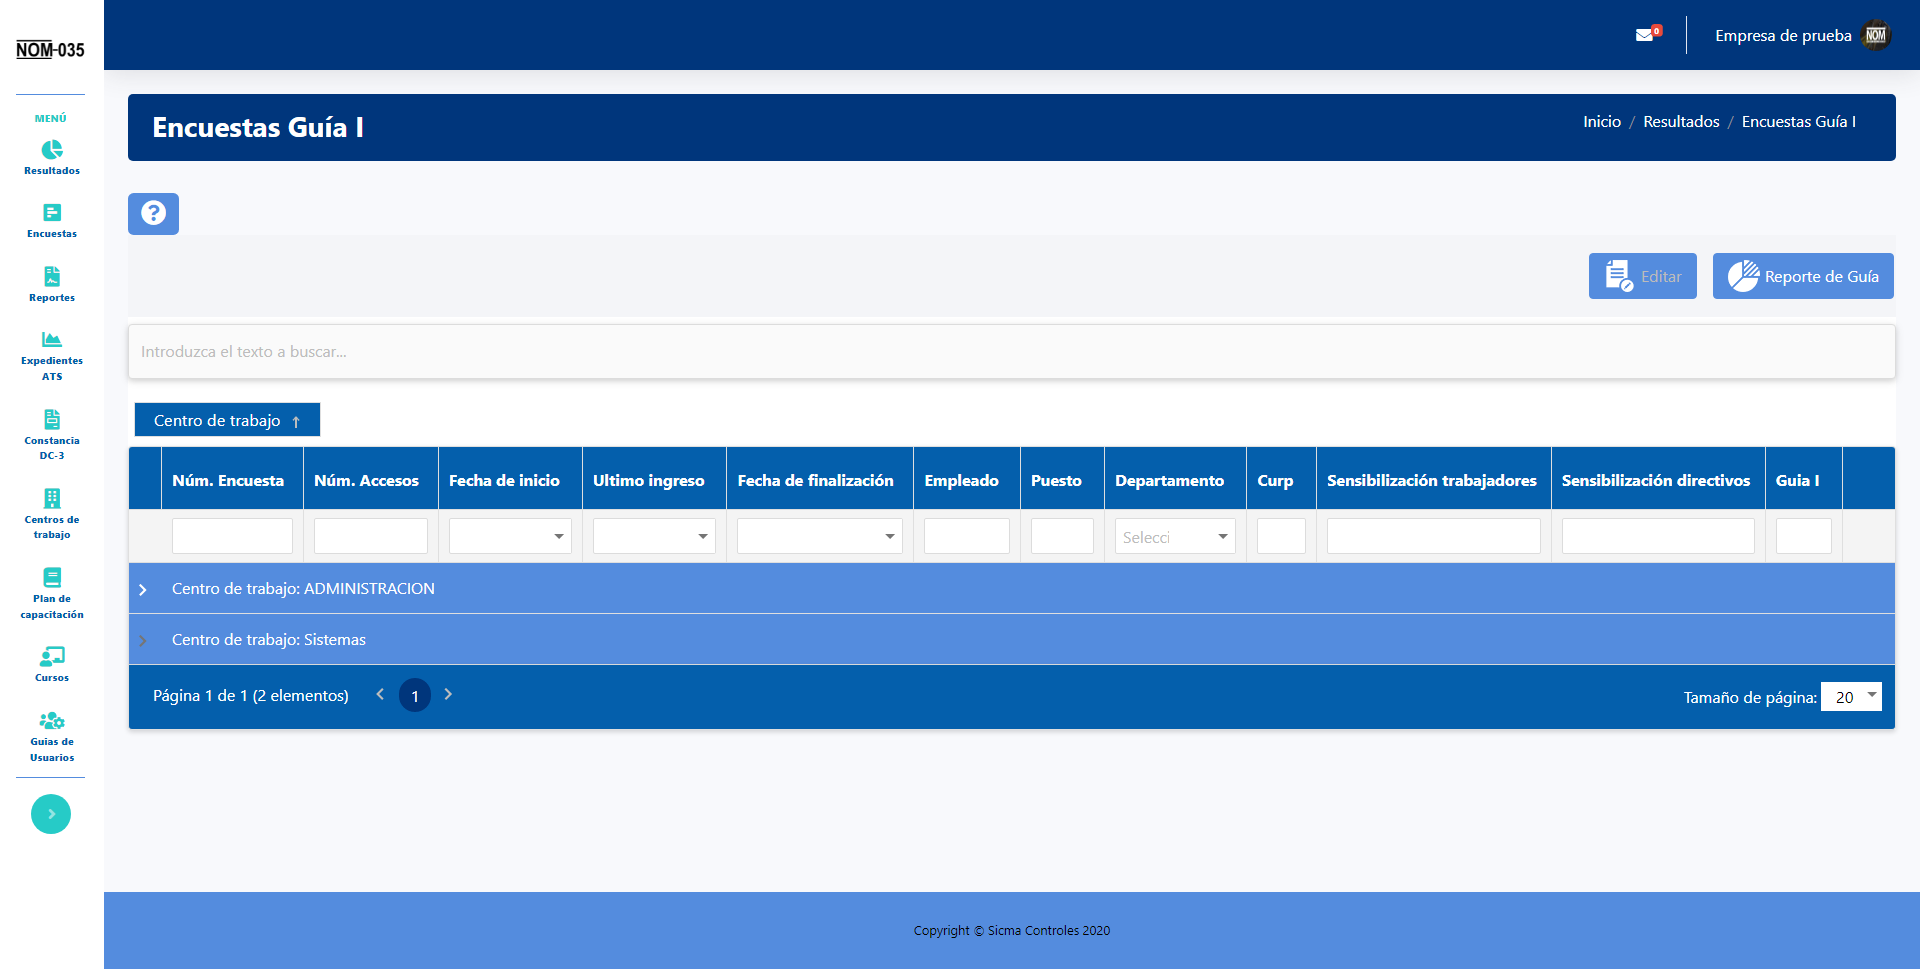 NOM-035
0
Empresa de prueba
NOM
MENÚ
Resultados
Encuestas
Reportes
Expedientes
ATS
Constancia
DC-3
Centros de
trabajo
Plan de
capacitación
Cursos
Guias de
Usuarios
Encuestas Guía I
Inicio / Resultados / Encuestas Guía I
?
Editar
Reporte de Guía
Introduzca el texto a buscar...
Centro de trabajo ↑
Núm. Encuesta Núm. Accesos Fecha de inicio Ultimo ingreso Fecha de finalización Empleado Puesto Departamento Curp Sensibilización trabajadores Sensibilización directivos Guia I
Selecci
Centro de trabajo: ADMINISTRACION
Centro de trabajo: Sistemas
Página 1 de 1 (2 elementos) 1
Tamaño de página: 20
Copyright © Sicma Controles 2020